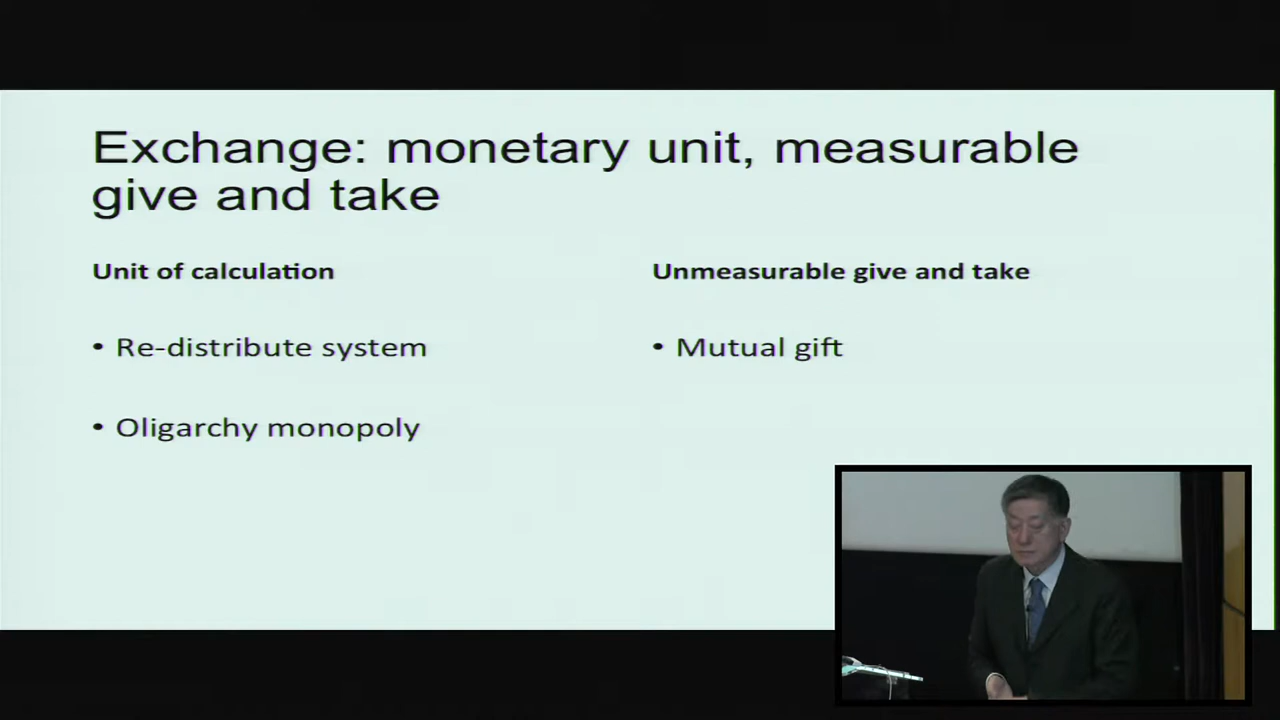 Exchange: monetary unit, measurable
give and take
Unit of calculation
• Re-distribute system
• Oligarchy monopoly
Unmeasurable give and take
• Mutual gift